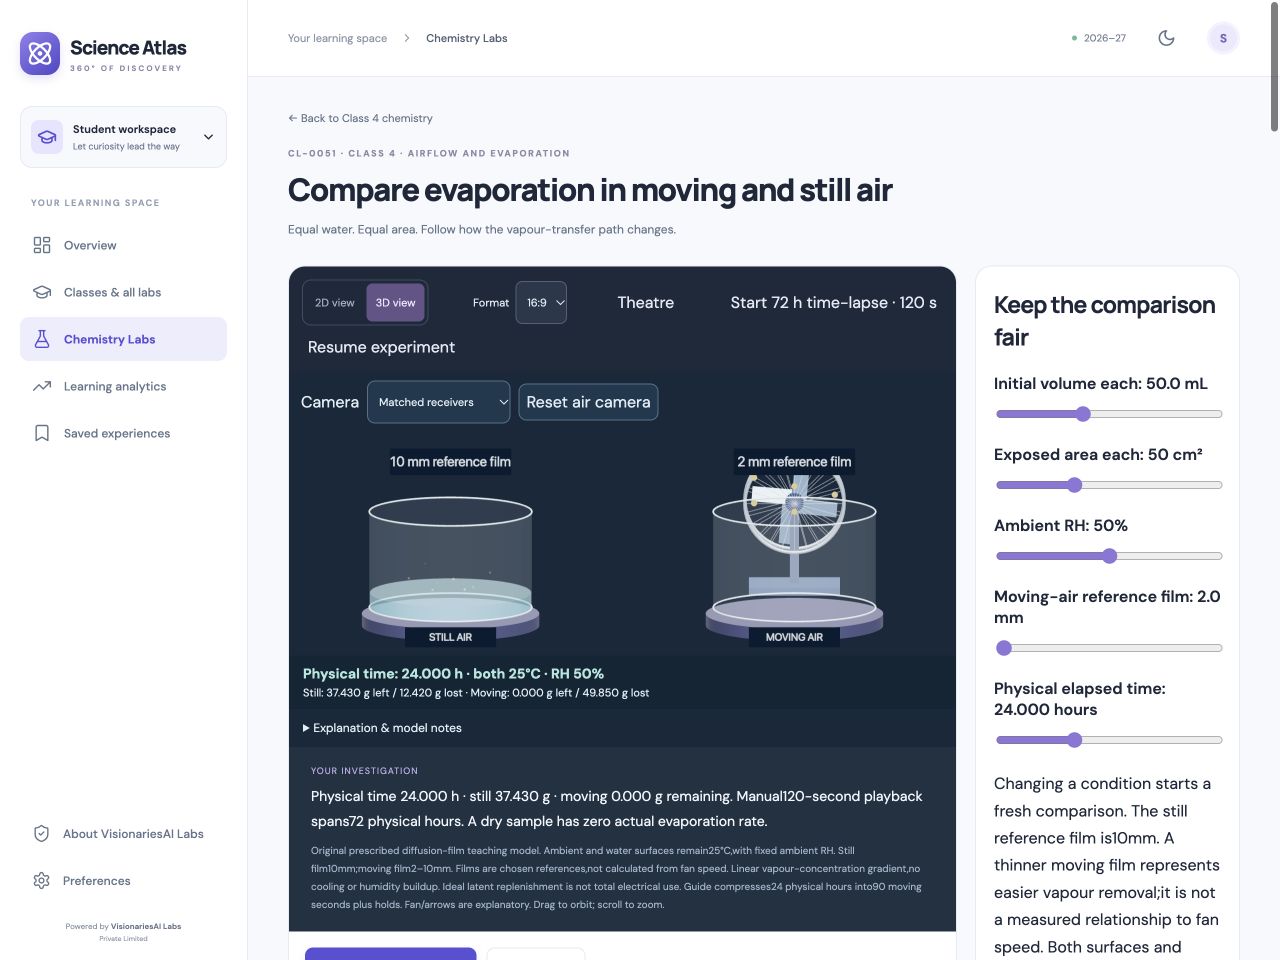 Science Atlas
360° OF DISCOVERY
Student workspace
Let curiosity lead the way
YOUR LEARNING SPACE
Overview
Classes & all labs
Chemistry Labs
Learning analytics
Saved experiences
About VisionariesAI Labs
Preferences
Powered by VisionariesAI Labs
Private Limited
Your learning space > Chemistry Labs
2026–27
S
← Back to Class 4 chemistry
CL-0051 · CLASS 4 · AIRFLOW AND EVAPORATION
Compare evaporation in moving and still air
Equal water. Equal area. Follow how the vapour-transfer path changes.
2D view
3D view
Format
16:9
Theatre
Start 72 h time-lapse · 120 s
Resume experiment
Camera
Matched receivers
Reset air camera
10 mm reference film
2 mm reference film
STILL AIR
MOVING AIR
Physical time: 24.000 h · both 25°C · RH 50%
Still: 37.430 g left / 12.420 g lost · Moving: 0.000 g left / 49.850 g lost
▶ Explanation & model notes
YOUR INVESTIGATION
Physical time 24.000 h · still 37.430 g · moving 0.000 g remaining. Manual120-second playback
spans72 physical hours. A dry sample has zero actual evaporation rate.
Original prescribed diffusion-film teaching model. Ambient and water surfaces remain25°C,with fixed ambient RH. Still
film10mm;moving film2–10mm. Films are chosen references,not calculated from fan speed. Linear vapour-concentration gradient,no
cooling or humidity buildup. Ideal latent replenishment is not total electrical use. Guide compresses24 physical hours into90 moving
seconds plus holds. Fan/arrows are explanatory. Drag to orbit; scroll to zoom.
Keep the comparison
fair
Initial volume each: 50.0 mL
Exposed area each: 50 cm²
Ambient RH: 50%
Moving-air reference film: 2.0
mm
Physical elapsed time:
24.000 hours
Changing a condition starts a
fresh comparison. The still
reference film is10mm. A
thinner moving film represents
easier vapour removal;it is not
a measured relationship to fan
speed. Both surfaces and